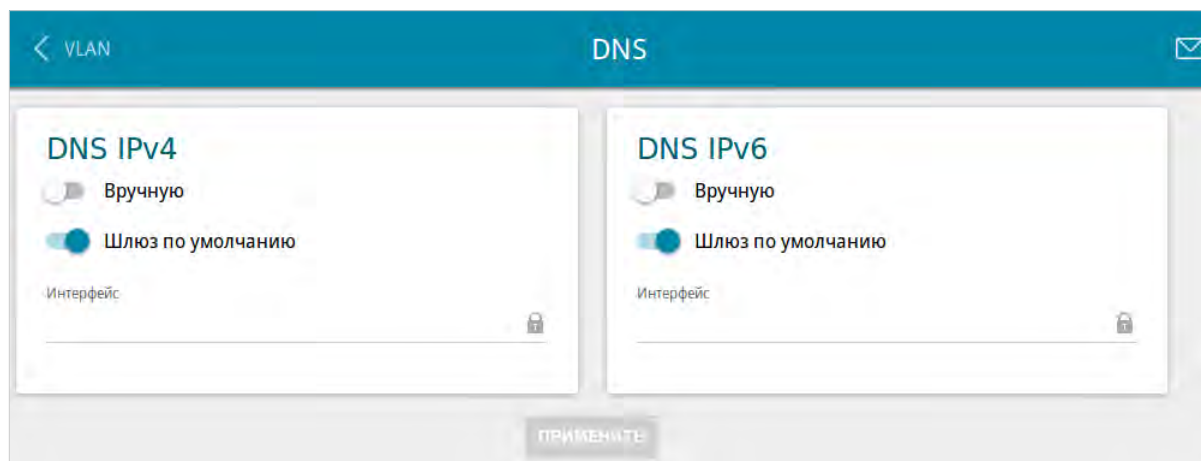 VLAN
DNS
DNS IPv4
Вручную
Шлюз по умолчанию
Интерфейс
DNS IPv6
Вручную
Шлюз по умолчанию
Интерфейс
ПРИМЕНИТЬ